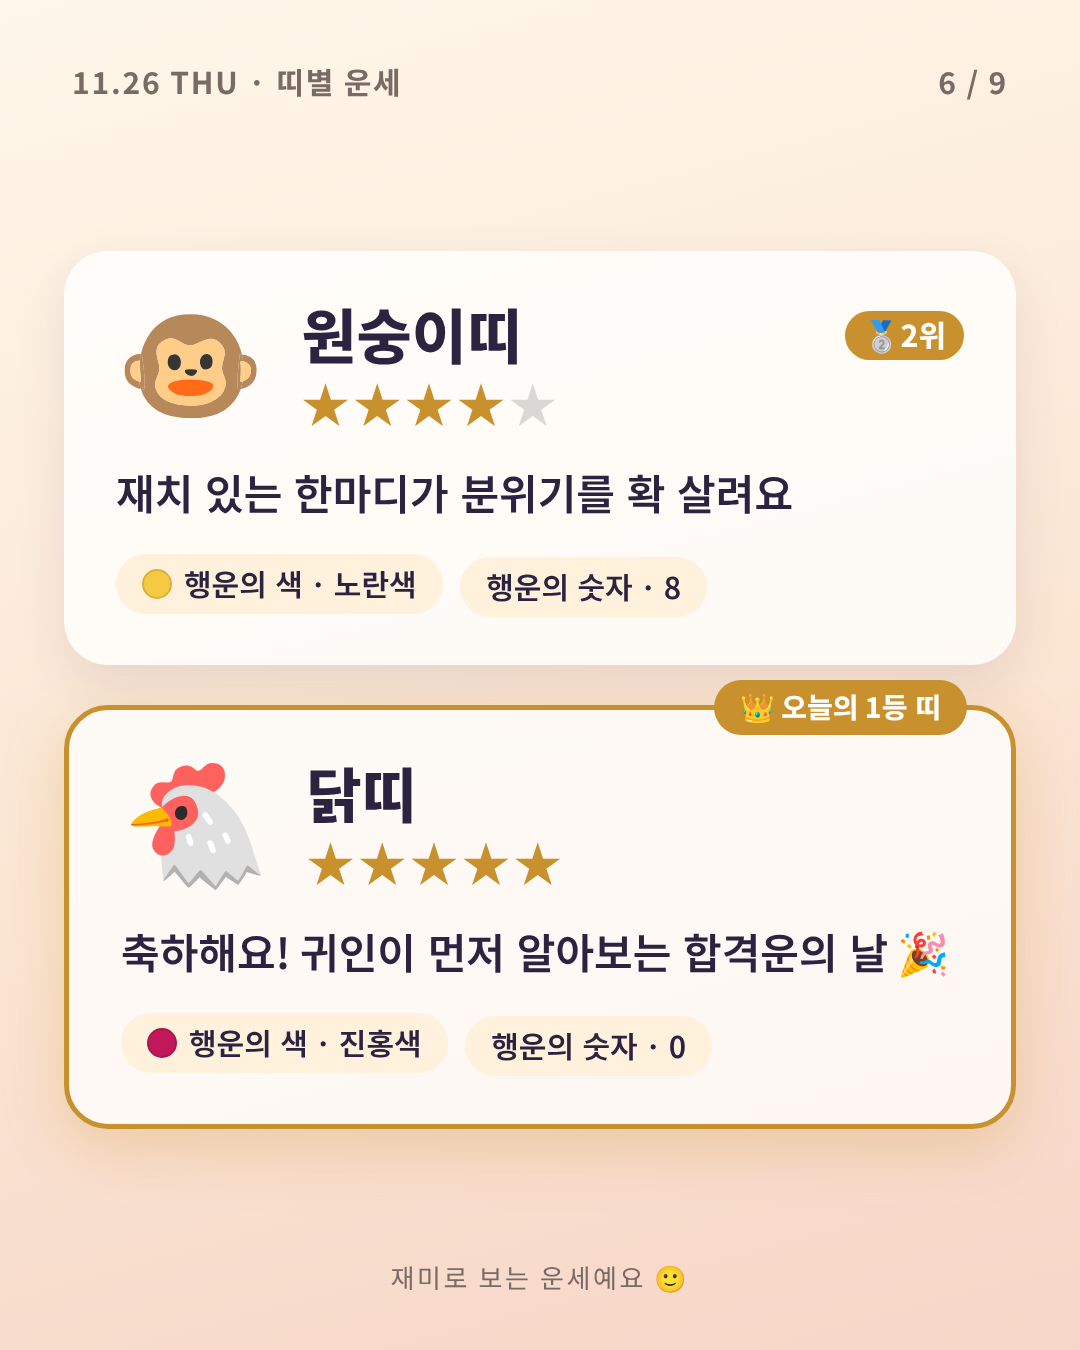 11.26 THU · 띠별 운세
6 / 9
원숭이띠
🥈 2위
★★★★★
재치 있는 한마디가 분위기를 확 살려요
행운의 색 · 노란색
행운의 숫자 · 8
👑 오늘의 1등 띠
닭띠
★★★★★
축하해요! 귀인이 먼저 알아보는 합격운의 날 🎉
행운의 색 · 진홍색
행운의 숫자 · 0
재미로 보는 운세예요 🙂